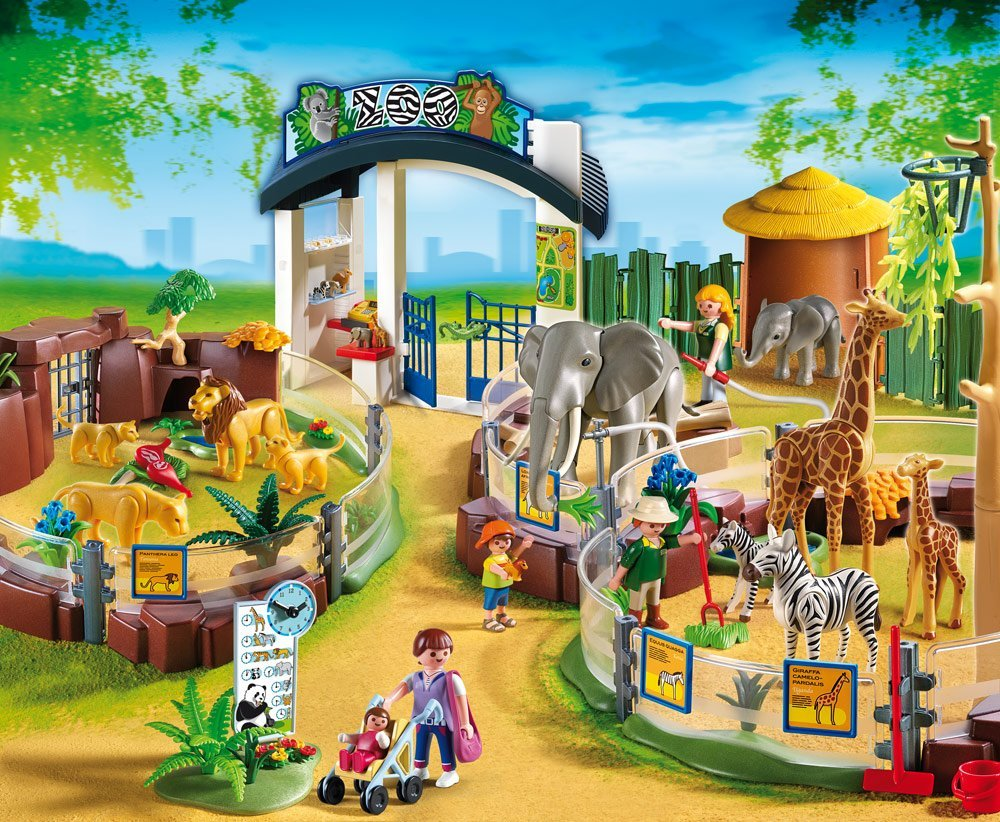 ZOO
PANTHERA LEO
EQUUS QUAGGA
GIRAFFA
CAMELO-
PARDALIS